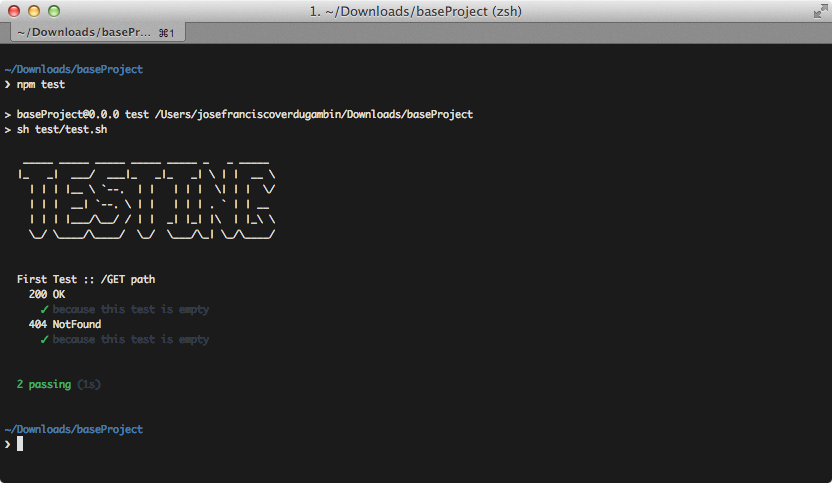 1. ~/Downloads/baseProject (zsh)
~/Downloads/basePr... ⌘1
~/Downloads/baseProject
❯ npm test
> baseProject@0.0.0 test /Users/josefranciscoverdugambin/Downloads/baseProject
> sh test/test.sh
TESTING
First Test :: /GET path
200 OK
✓ because this test is empty
404 NotFound
✓ because this test is empty
2 passing (1s)
~/Downloads/baseProject
❯